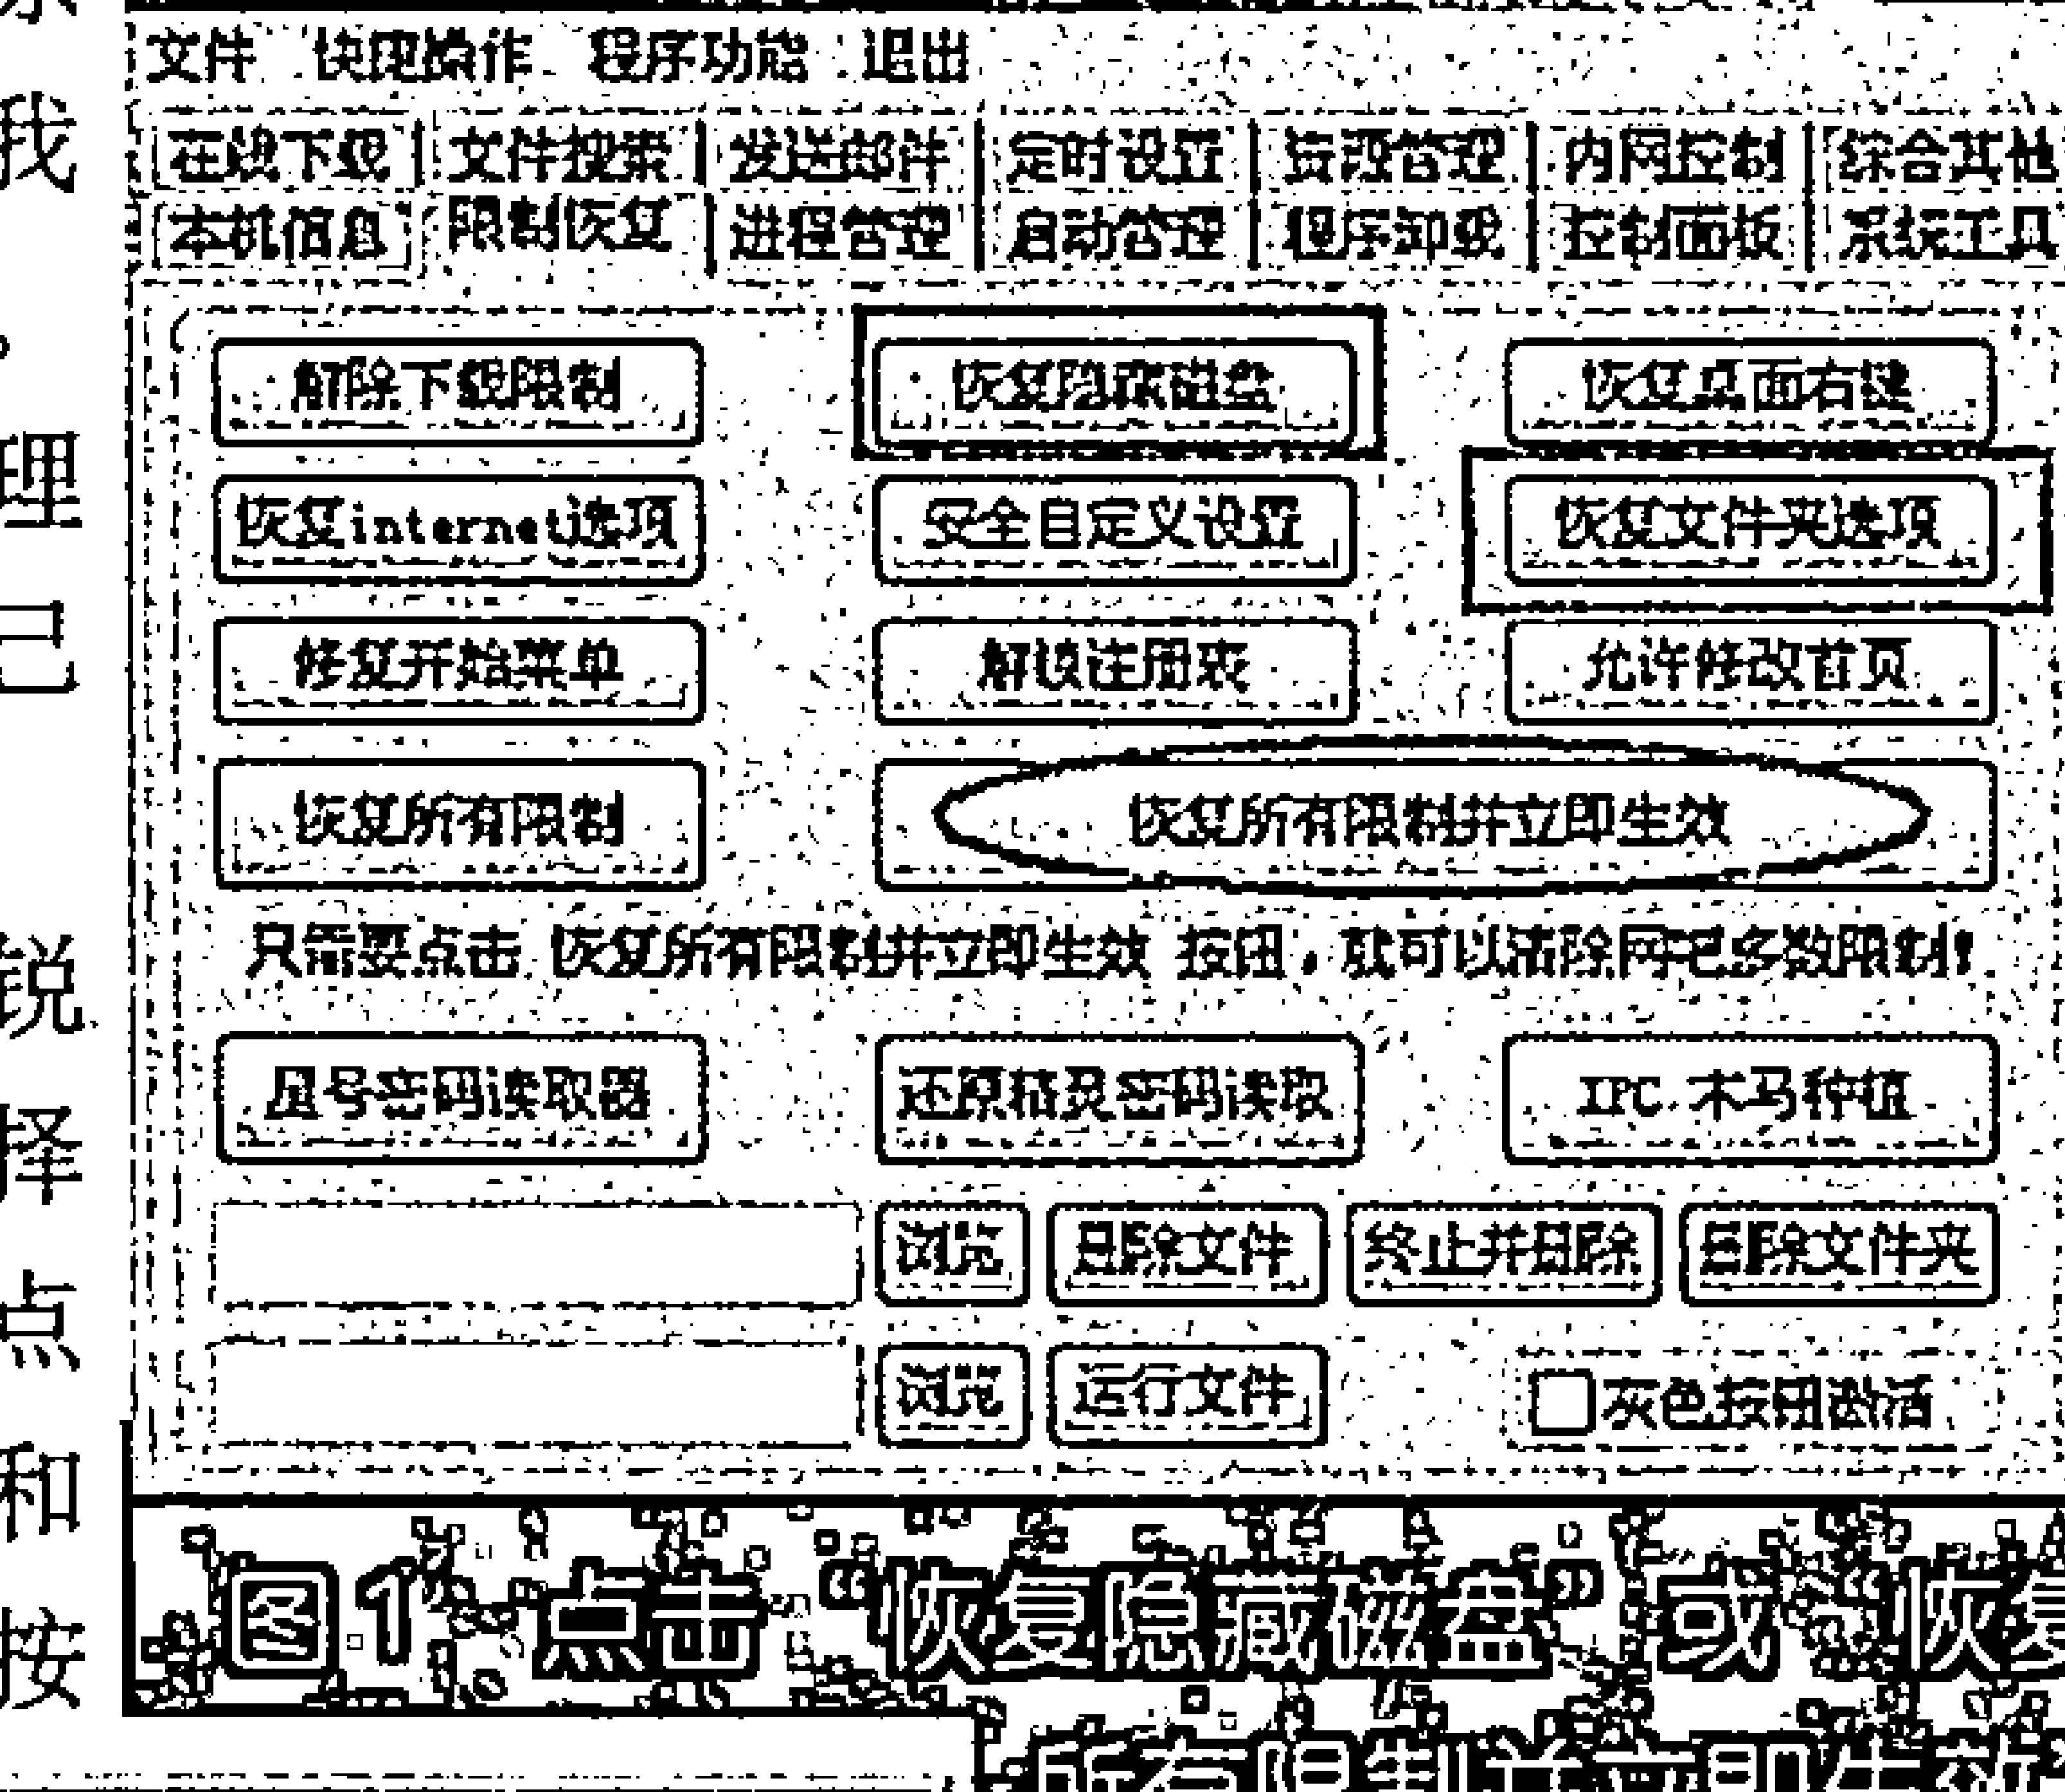 我
。
理
己
锐
择
点
和
按
文件 快捷操作 程序功能 退出
在线下载 文件搜索 发送邮件 定时设置 资源管理 内网控制 综合其他
本机信息 限制恢复 进程管理 启动管理 程序卸载 控制面板 系统工具
解除下载限制 恢复隐藏磁盘 恢复桌面右键
恢复internet选项 安全自定义设置 恢复文件夹选项
修复开始菜单 解锁注册表 允许修改首页
恢复所有限制 恢复所有限制并立即生效
只需要点击 恢复所有限制并立即生效 按钮，就可以清除网吧多数限制!
星号密码读取器 还原精灵密码读取 IPC 木马种植
浏览 删除文件 终止并删除 删除文件夹
浏览 运行文件 灰色按钮激活
图1 点击 “恢复隐藏磁盘” 或 “恢复
所有限制并立即生效